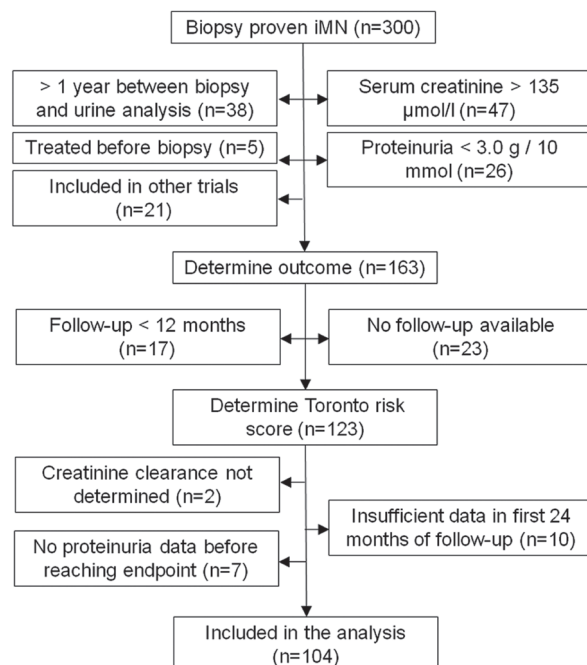 Biopsy proven iMN (n=300)
> 1 year between biopsy
and urine analysis (n=38)
Serum creatinine > 135
µmol/l (n=47)
Treated before biopsy (n=5)
Proteinuria < 3.0 g / 10
mmol (n=26)
Included in other trials
(n=21)
Determine outcome (n=163)
Follow-up < 12 months
(n=17)
No follow-up available
(n=23)
Determine Toronto risk
score (n=123)
Creatinine clearance not
determined (n=2)
Insufficient data in first 24
months of follow-up (n=10)
No proteinuria data before
reaching endpoint (n=7)
Included in the analysis
(n=104)